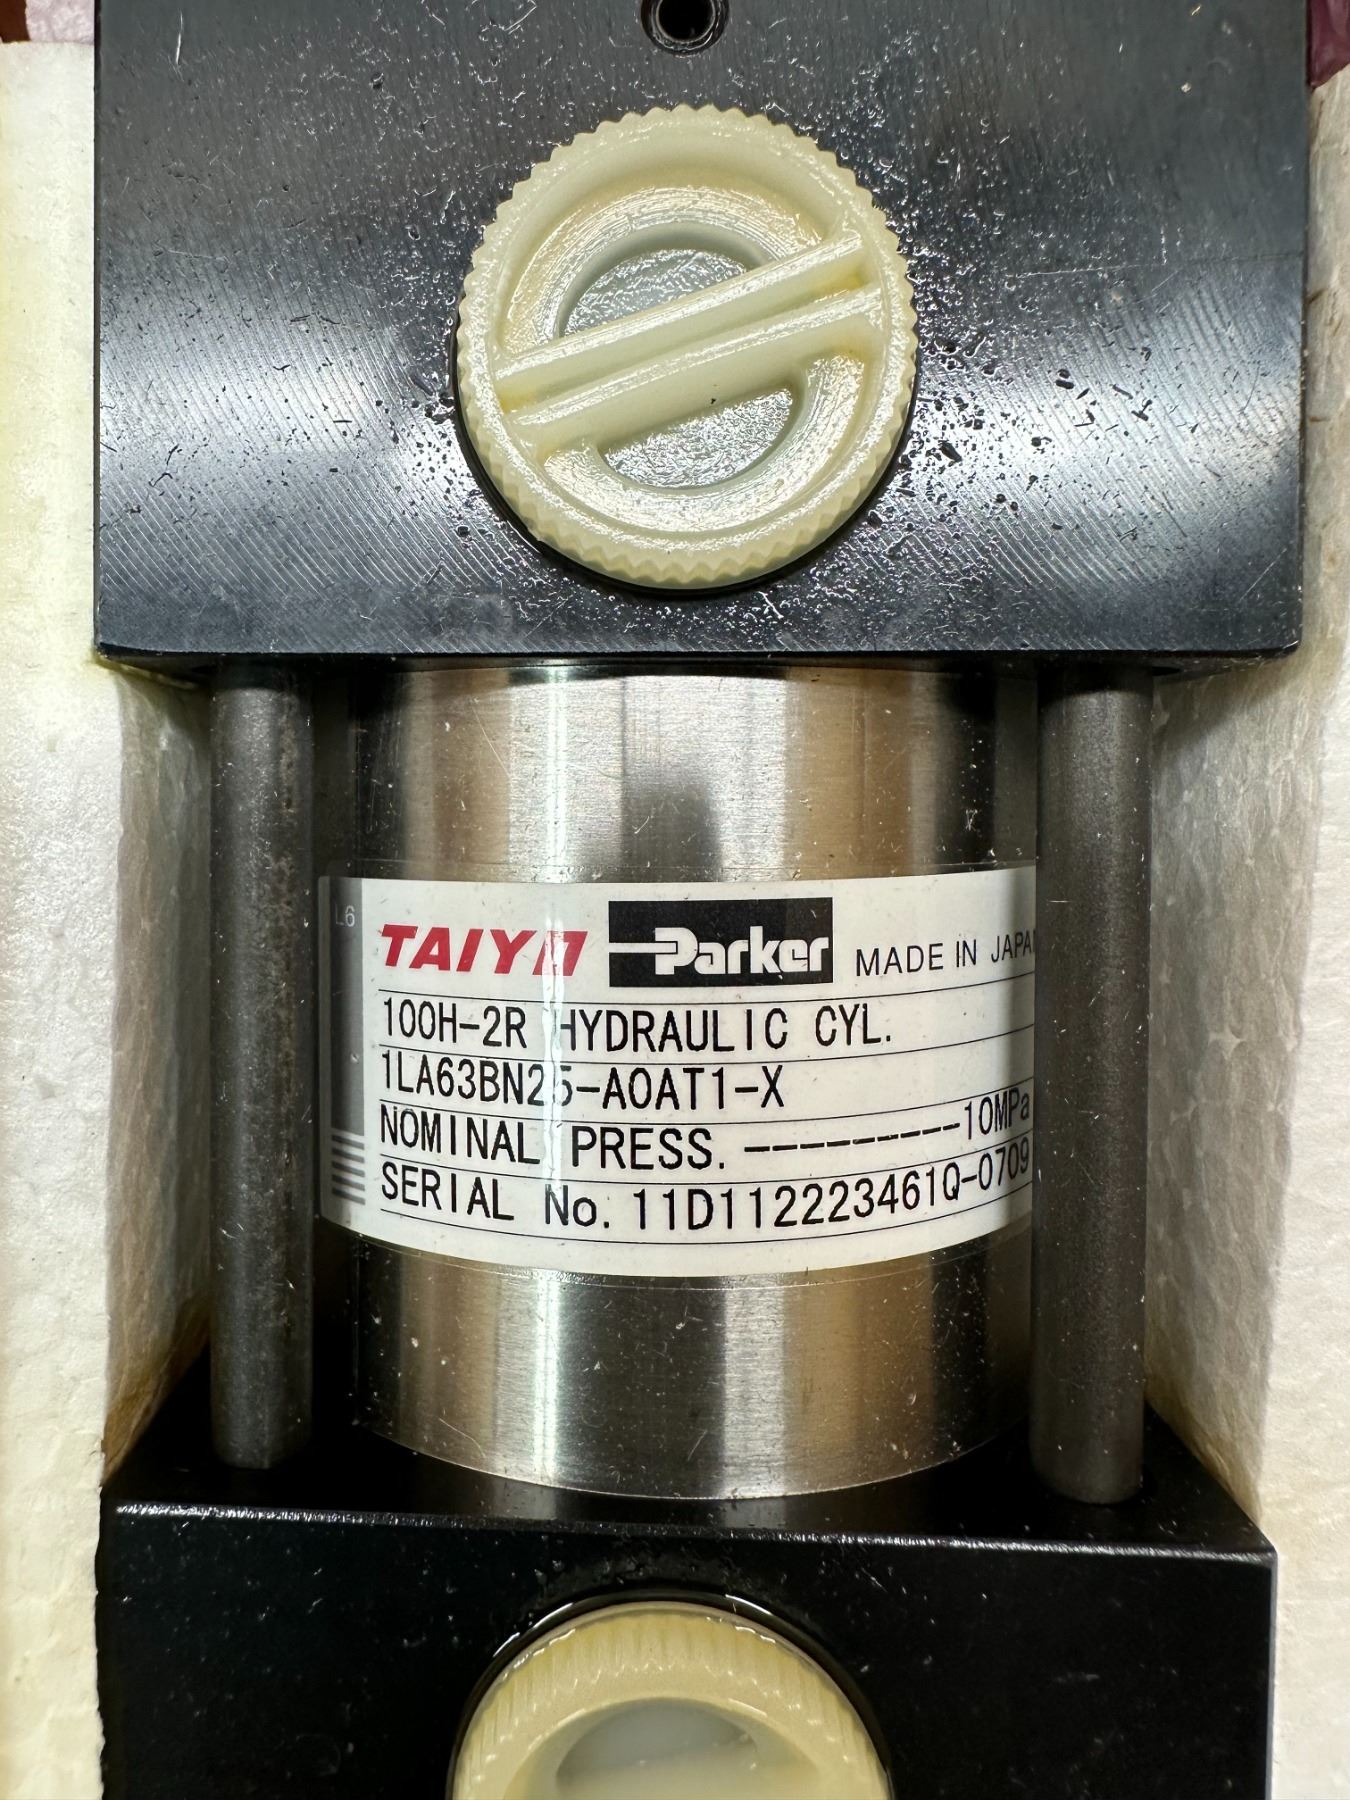 L6
TAIYO Parker MADE IN JAPAN
100H-2R HYDRAULIC CYL.
1LA63BN25-A0AT1-X
NOMINAL PRESS. ---------10MPa
SERIAL No. 11D112223461Q-0709